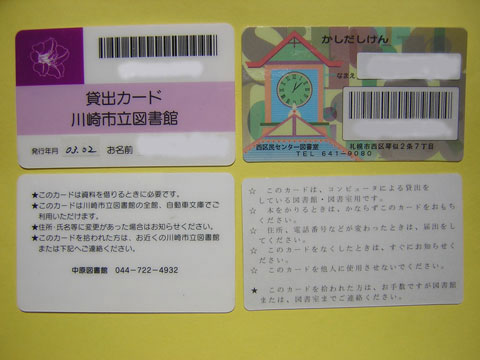 貸出カード
川崎市立図書館
発行年月 03.02 お名前
かしだしけん
なまえ
西区民センター図書室 札幌市西区琴似2条7丁目
TEL 641-9080
★このカードは資料を借りるときに必要です。
★このカードは川崎市立図書館の全館、自動車文庫でご
利用いただけます。
★住所・氏名等に変更があった場合はお知らせください。
★このカードを拾われた方は、お近くの川崎市立図書館
または下記へご連絡ください。
中原図書館 044-722-4932
☆ このカードは、コンピュータによる貸出を
している図書館・図書室用です。
☆ 本をかりるときは、かならずこのカードをおもち
ください。
☆ 住所、電話番号などが変わったときは、届出をし
てください。
☆ このカードをなくしたときは、すぐにお知らせく
ださい。
☆ このカードを他人に使用させないでください。
★ このカードを拾われた方は、お手数ですが図書館
または、図書室までご連絡ください。